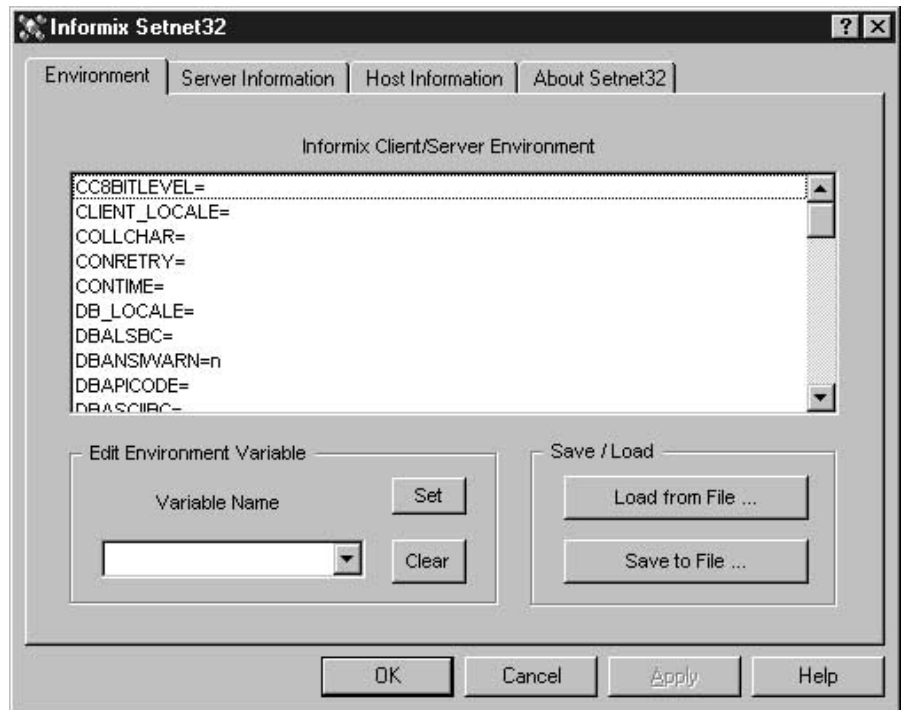 Informix Setnet32
Environment
Server Information
Host Information
About Setnet32
Informix Client/Server Environment
CC8BITLEVEL=
CLIENT_LOCALE=
COLLCHAR=
CONRETRY=
CONTIME=
DB_LOCALE=
DBALSBC=
DBANSIWARN=n
DBAPICODE=
DBASCIIBC=
Edit Environment Variable
Save / Load
Variable Name
Set
Load from File ...
Clear
Save to File ...
OK
Cancel
Apply
Help